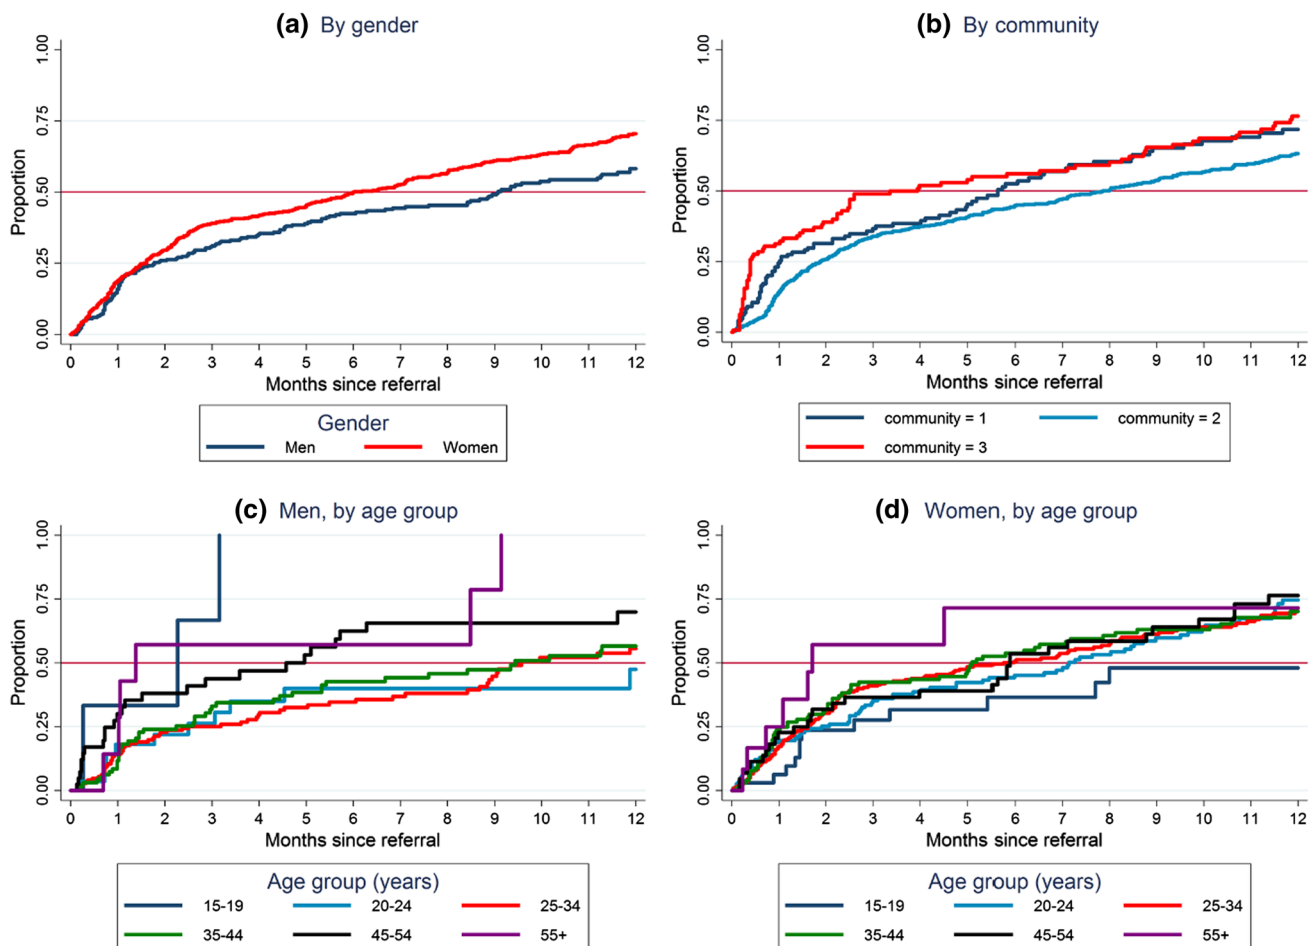 (a) By gender
1.00
0.75
0.50
0.25
0.00
Proportion
0 1 2 3 4 5 6 7 8 9 10 11 12
Months since referral
Gender
Men Women
(b) By community
1.00
0.75
0.50
0.25
0.00
Proportion
0 1 2 3 4 5 6 7 8 9 10 11 12
Months since referral
community = 1 community = 2
community = 3
(c) Men, by age group
1.00
0.75
0.50
0.25
0.00
Proportion
0 1 2 3 4 5 6 7 8 9 10 11 12
Months since referral
Age group (years)
15-19 20-24 25-34
35-44 45-54 55+
(d) Women, by age group
1.00
0.75
0.50
0.25
0.00
Proportion
0 1 2 3 4 5 6 7 8 9 10 11 12
Months since referral
Age group (years)
15-19 20-24 25-34
35-44 45-54 55+